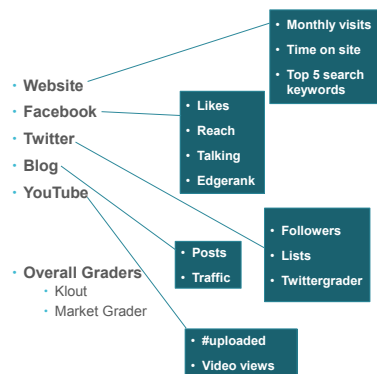 • Website
• Facebook
• Twitter
• Blog
• YouTube
• Overall Graders
• Klout
• Market Grader
• Monthly visits
• Time on site
• Top 5 search
keywords
• Likes
• Reach
• Talking
• Edgerank
• Followers
• Lists
• Twittergrader
• Posts
• Traffic
• #uploaded
• Video views